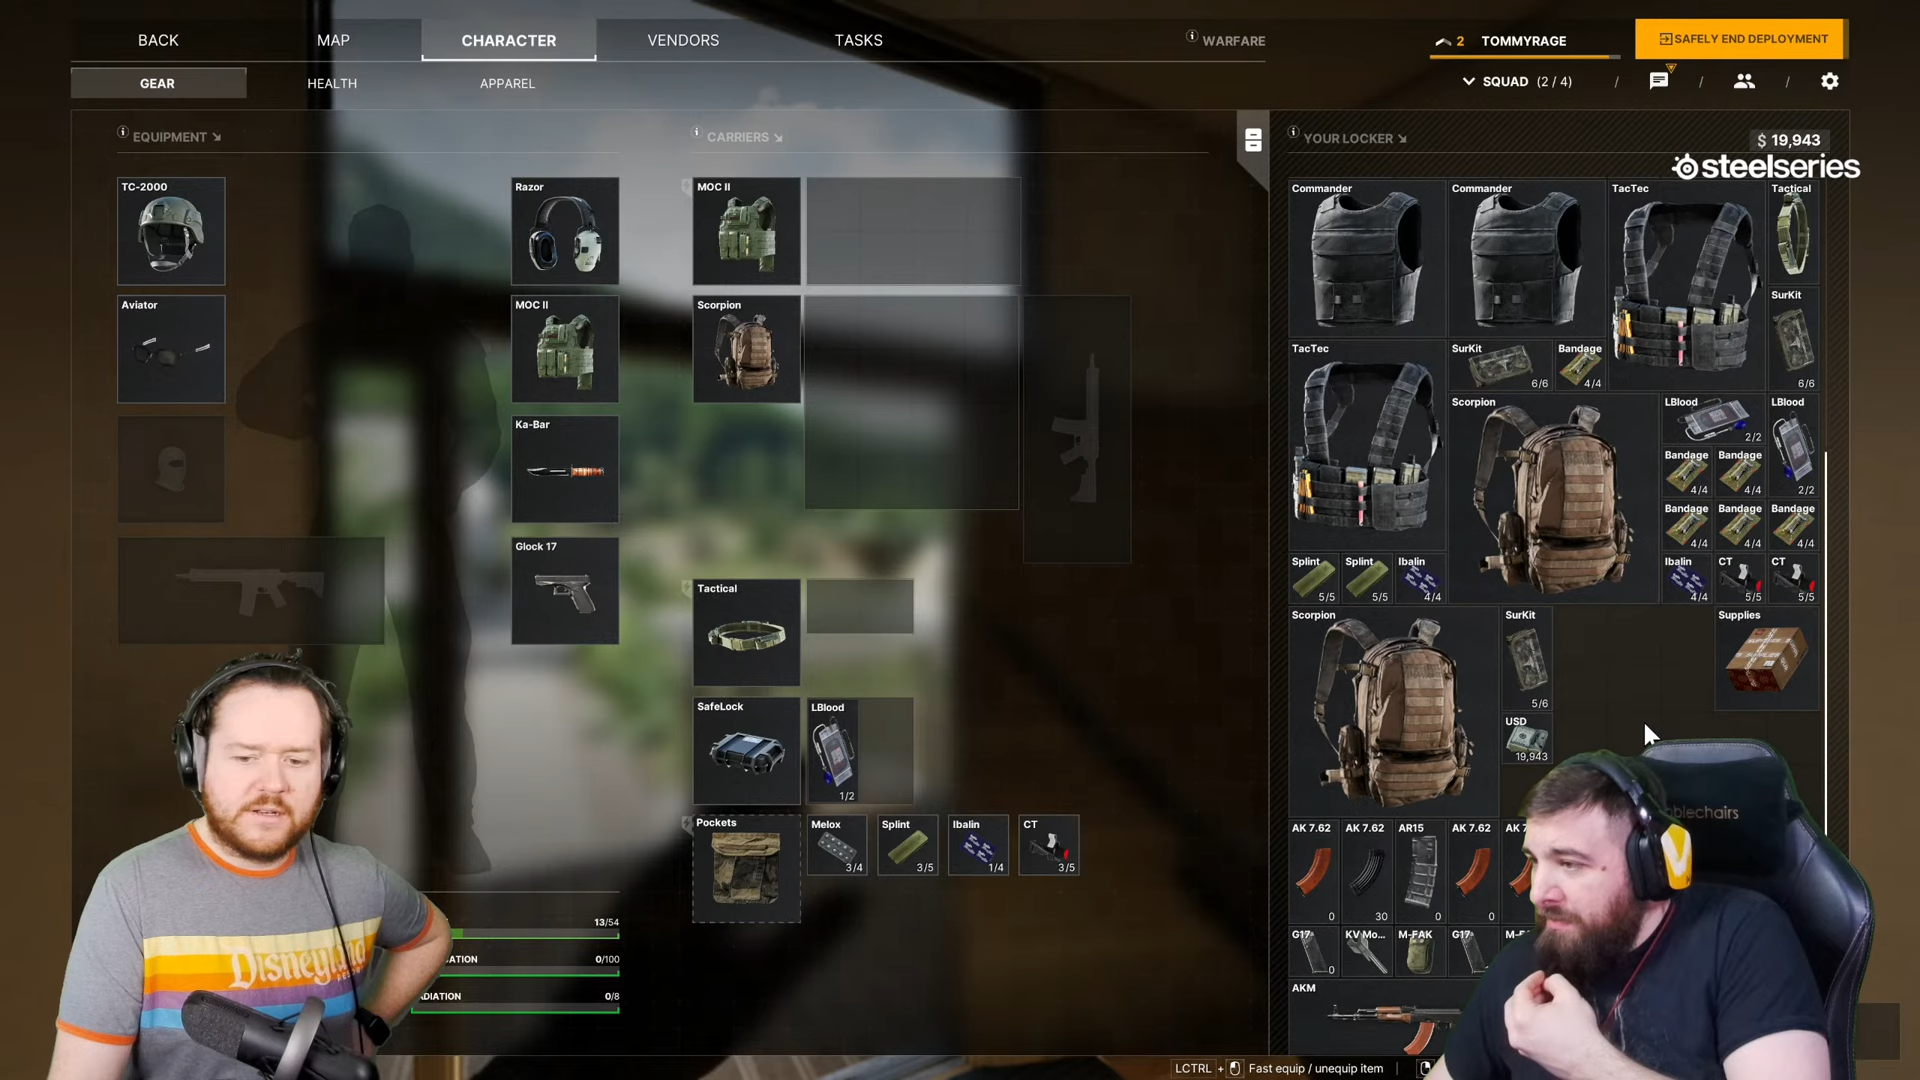 BACK MAP CHARACTER VENDORS TASKS WARFARE 2 TOMMYRAGE SAFELY END DEPLOYMENT
GEAR HEALTH APPAREL SQUAD (2 / 4) / / /
EQUIPMENT CARRIERS YOUR LOCKER $ 19,943
steelseries
TC-2000 Razor MOC II Commander Commander TacTec Tactical
Aviator MOC II Scorpion SurKit
TacTec SurKit Bandage
6/6 4/4 6/6
Ka-Bar Scorpion LBlood LBlood
2/2
Bandage Bandage
4/4 4/4 2/2
Bandage Bandage Bandage
4/4 4/4 4/4
Glock 17 Splint Splint Ibalin Ibalin CT CT
5/5 5/5 4/4 4/4 5/5 5/5
Tactical Scorpion SurKit Supplies
5/6
SafeLock LBlood USD
19,943
1/2
Pockets Melox Splint Ibalin CT AK 7.62 AK 7.62 AR15 AK 7.62
3/4 3/5 1/4 3/5
0 30 0 0
13/54 G17 KV Mo... M-FAK G17
0/100 0
0/8 AKM
LCTRL + Fast equip / unequip item
Disneyland
noblechairs